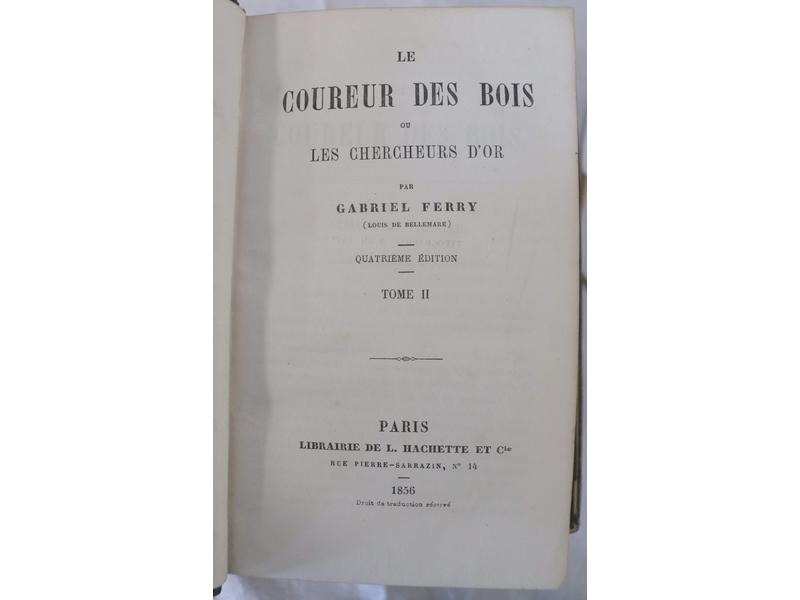 LE
COUREUR DES BOIS
OU
LES CHERCHEURS D'OR
PAR
GABRIEL FERRY
(LOUIS DE BELLEMARE)
QUATRIÈME ÉDITION
TOME II
PARIS
LIBRAIRIE DE L. HACHETTE ET Cie
RUE PIERRE-SARRAZIN, N° 14
1856
Droit de traduction réservé